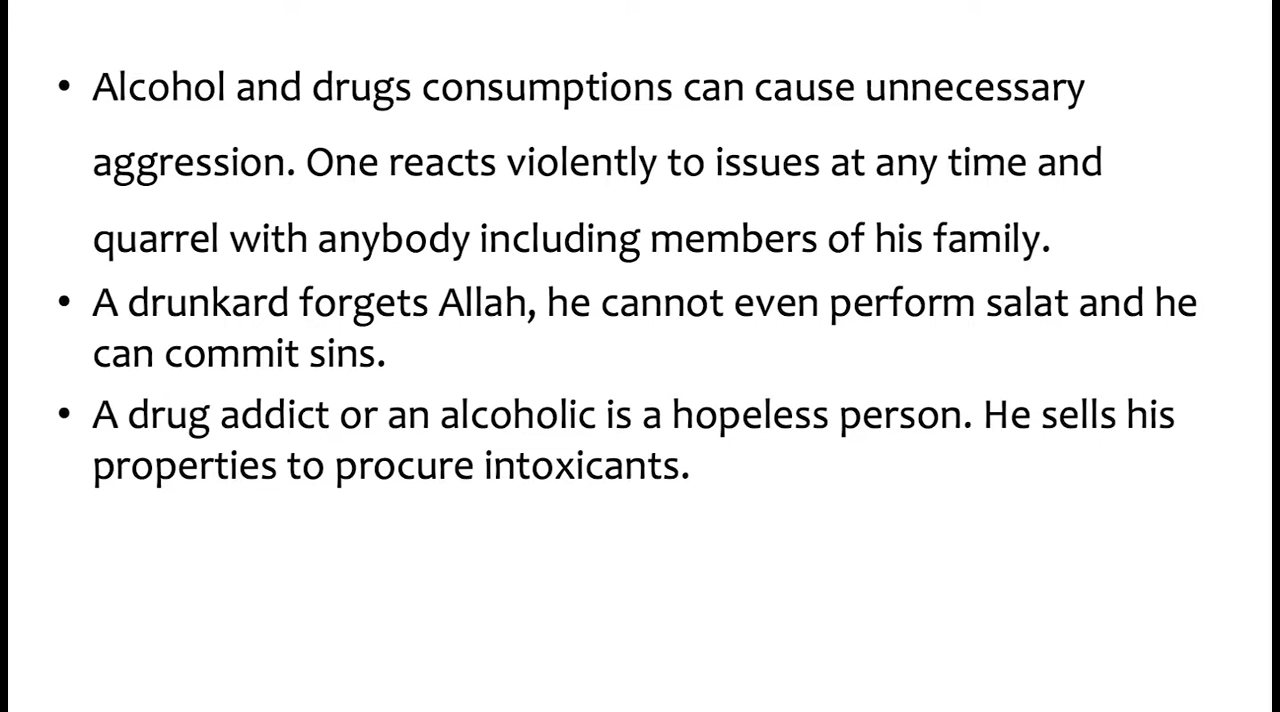 • Alcohol and drugs consumptions can cause unnecessary
aggression. One reacts violently to issues at any time and
quarrel with anybody including members of his family.
• A drunkard forgets Allah, he cannot even perform salat and he
can commit sins.
• A drug addict or an alcoholic is a hopeless person. He sells his
properties to procure intoxicants.